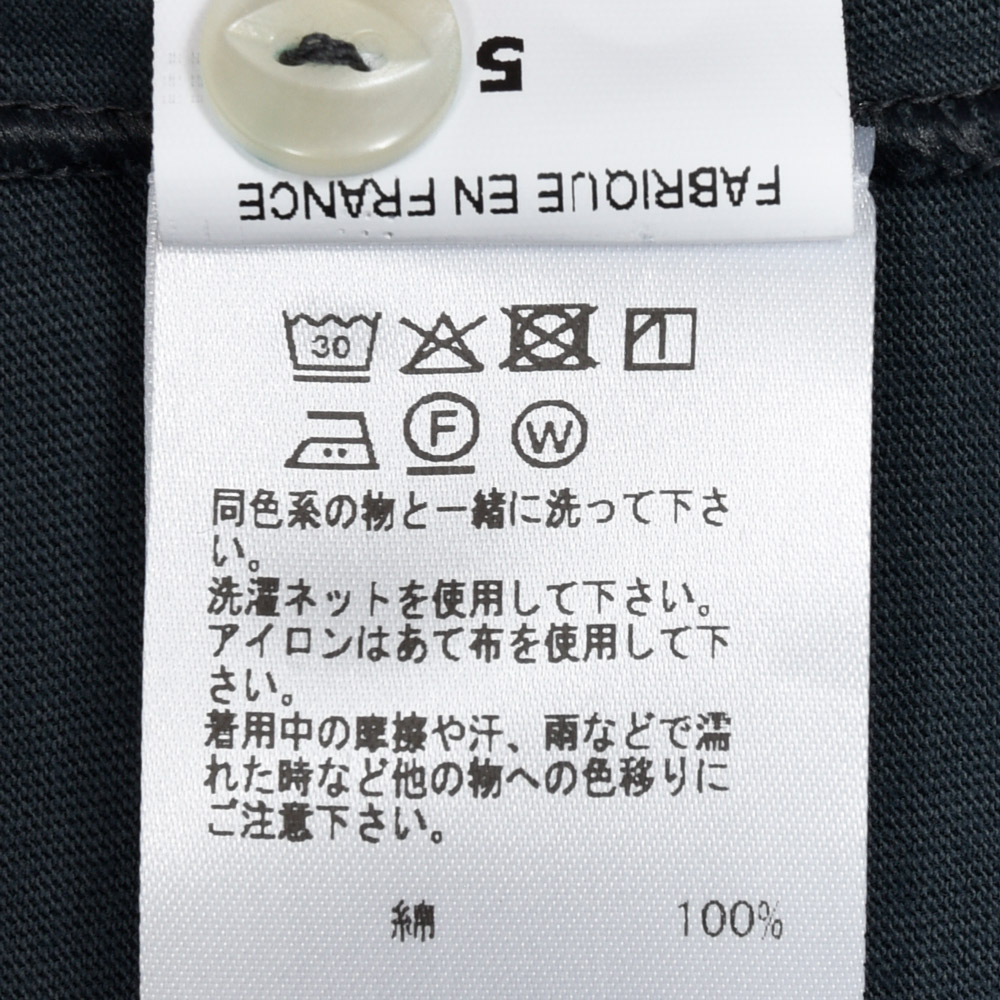 5
FABRIQUE EN FRANCE
30
F W
同色系の物と一緒に洗って下さ
い。
洗濯ネットを使用して下さい。
アイロンはあて布を使用して下
さい。
着用中の摩擦や汗、雨などで濡
れた時など他の物への色移りに
ご注意下さい。
綿 100%